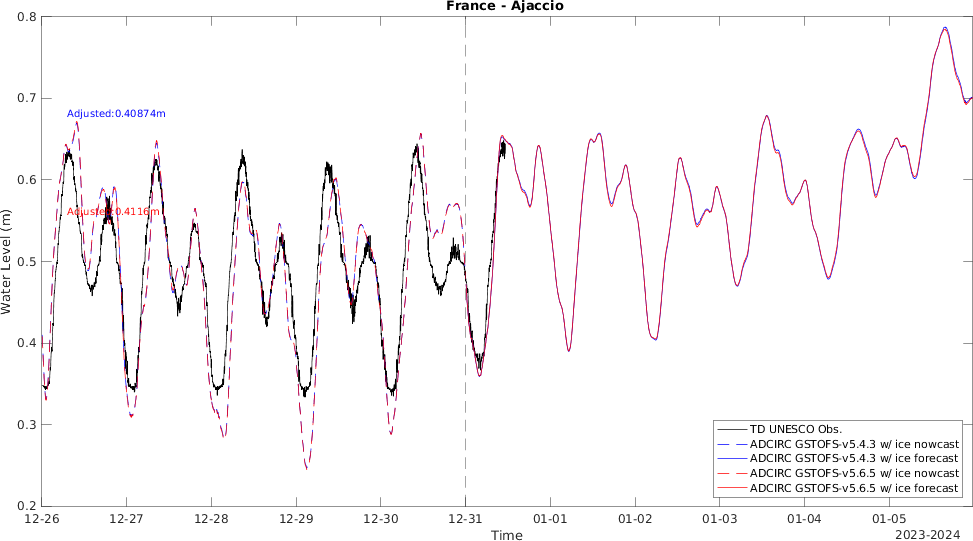 France - Ajaccio
0.8
0.7
0.6
0.5
0.4
0.3
0.2
Water Level (m)
Adjusted:0.40874m
Adjusted:0.4116m
TD UNESCO Obs.
ADCIRC GSTOFS-v5.4.3 w/ ice nowcast
ADCIRC GSTOFS-v5.4.3 w/ ice forecast
ADCIRC GSTOFS-v5.6.5 w/ ice nowcast
ADCIRC GSTOFS-v5.6.5 w/ ice forecast
12-26 12-27 12-28 12-29 12-30 12-31 01-01 01-02 01-03 01-04 01-05
Time
2023-2024